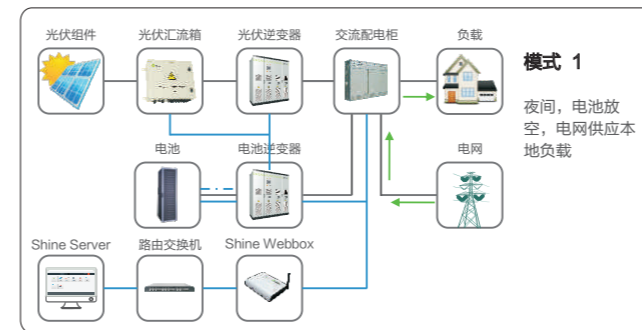 光伏组件
光伏汇流箱
光伏逆变器
交流配电柜
负载
模式 1
夜间，电池放
空，电网供应本
地负载
电池
电池逆变器
电网
Shine Server
路由交换机
Shine Webbox